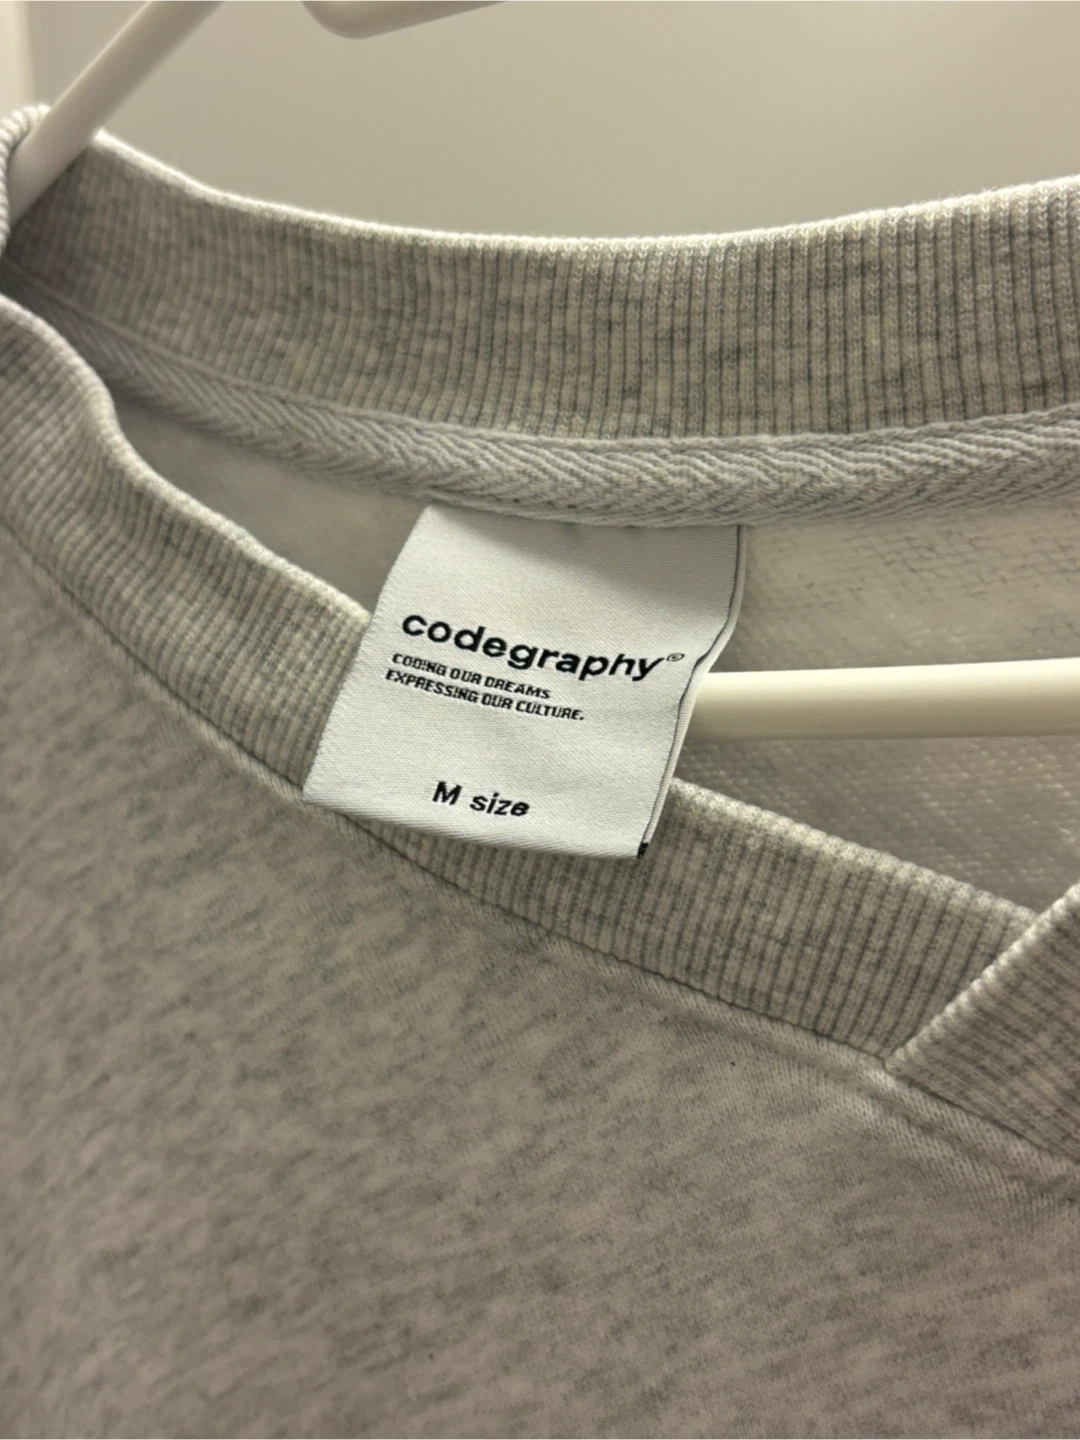 codegraphy®
CODING OUR DREAMS
EXPRESSING OUR CULTURE.
M size